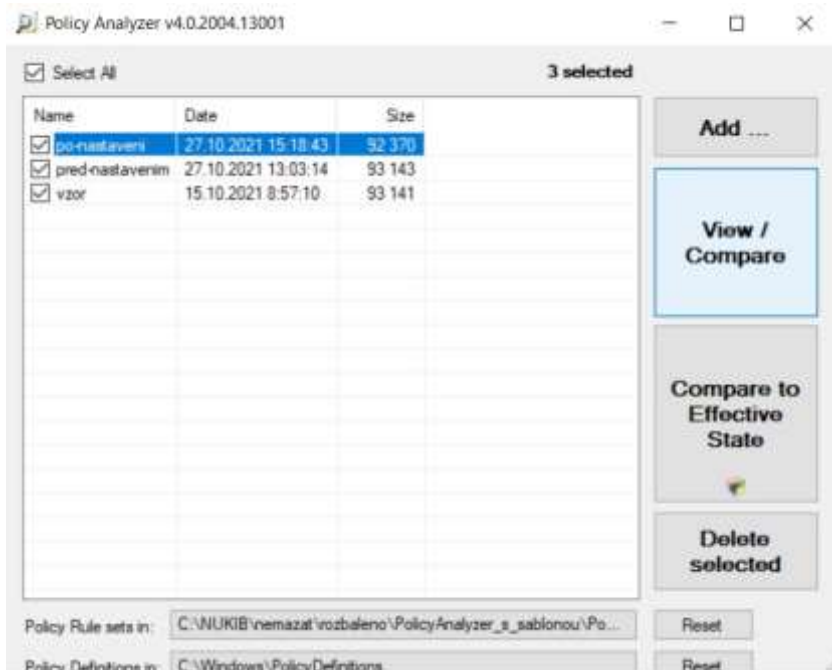 Policy Analyzer v4.0.2004.13001
Select All
3 selected
Name Date Size
po-nastaveni 27.10.2021 15:18:43 92 370
pred-nastavenim 27.10.2021 13:03:14 93 143
vzor 15.10.2021 8:57:10 93 141
Add ...
View /
Compare
Compare to
Effective
State
Delete
selected
Policy Rule sets in: C:\NUKIB\nemazat\rozbaleno\PolicyAnalyzer_s_sablonou\Po... Reset
Policy Definitions in: C:\Windows\PolicyDefinitions Reset